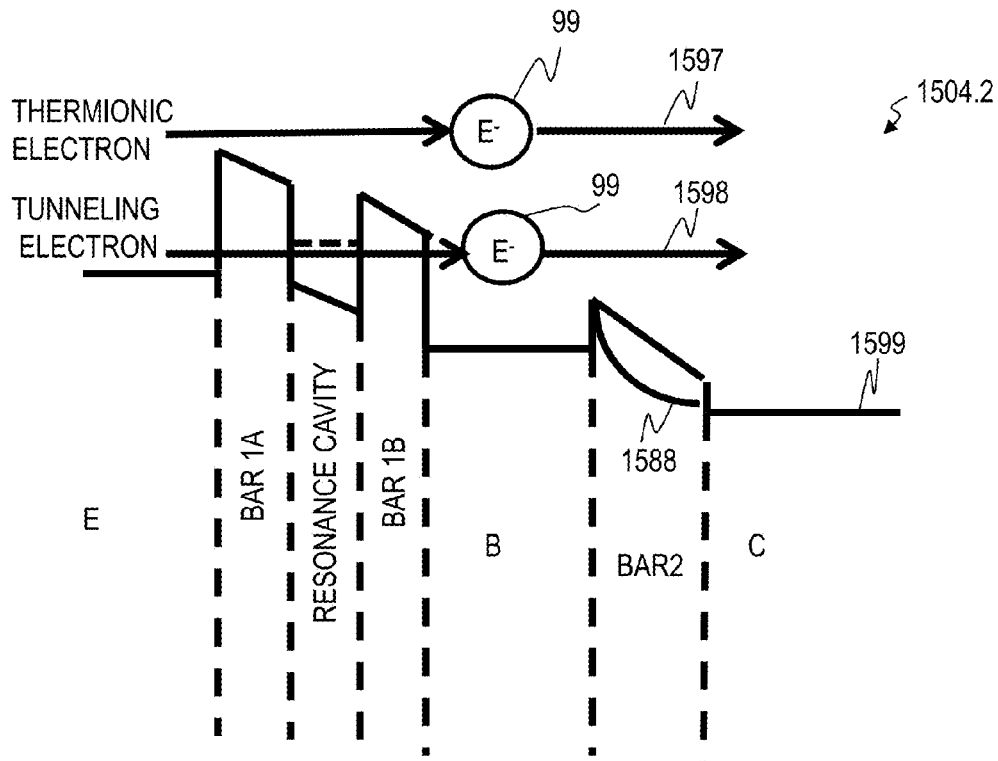 99
1597
1504.2
THERMIONIC
ELECTRON
E-
TUNNELING
ELECTRON
99
1598
E-
1599
1588
BAR 1A
RESONANCE CAVITY
BAR 1B
E
B
BAR2
C